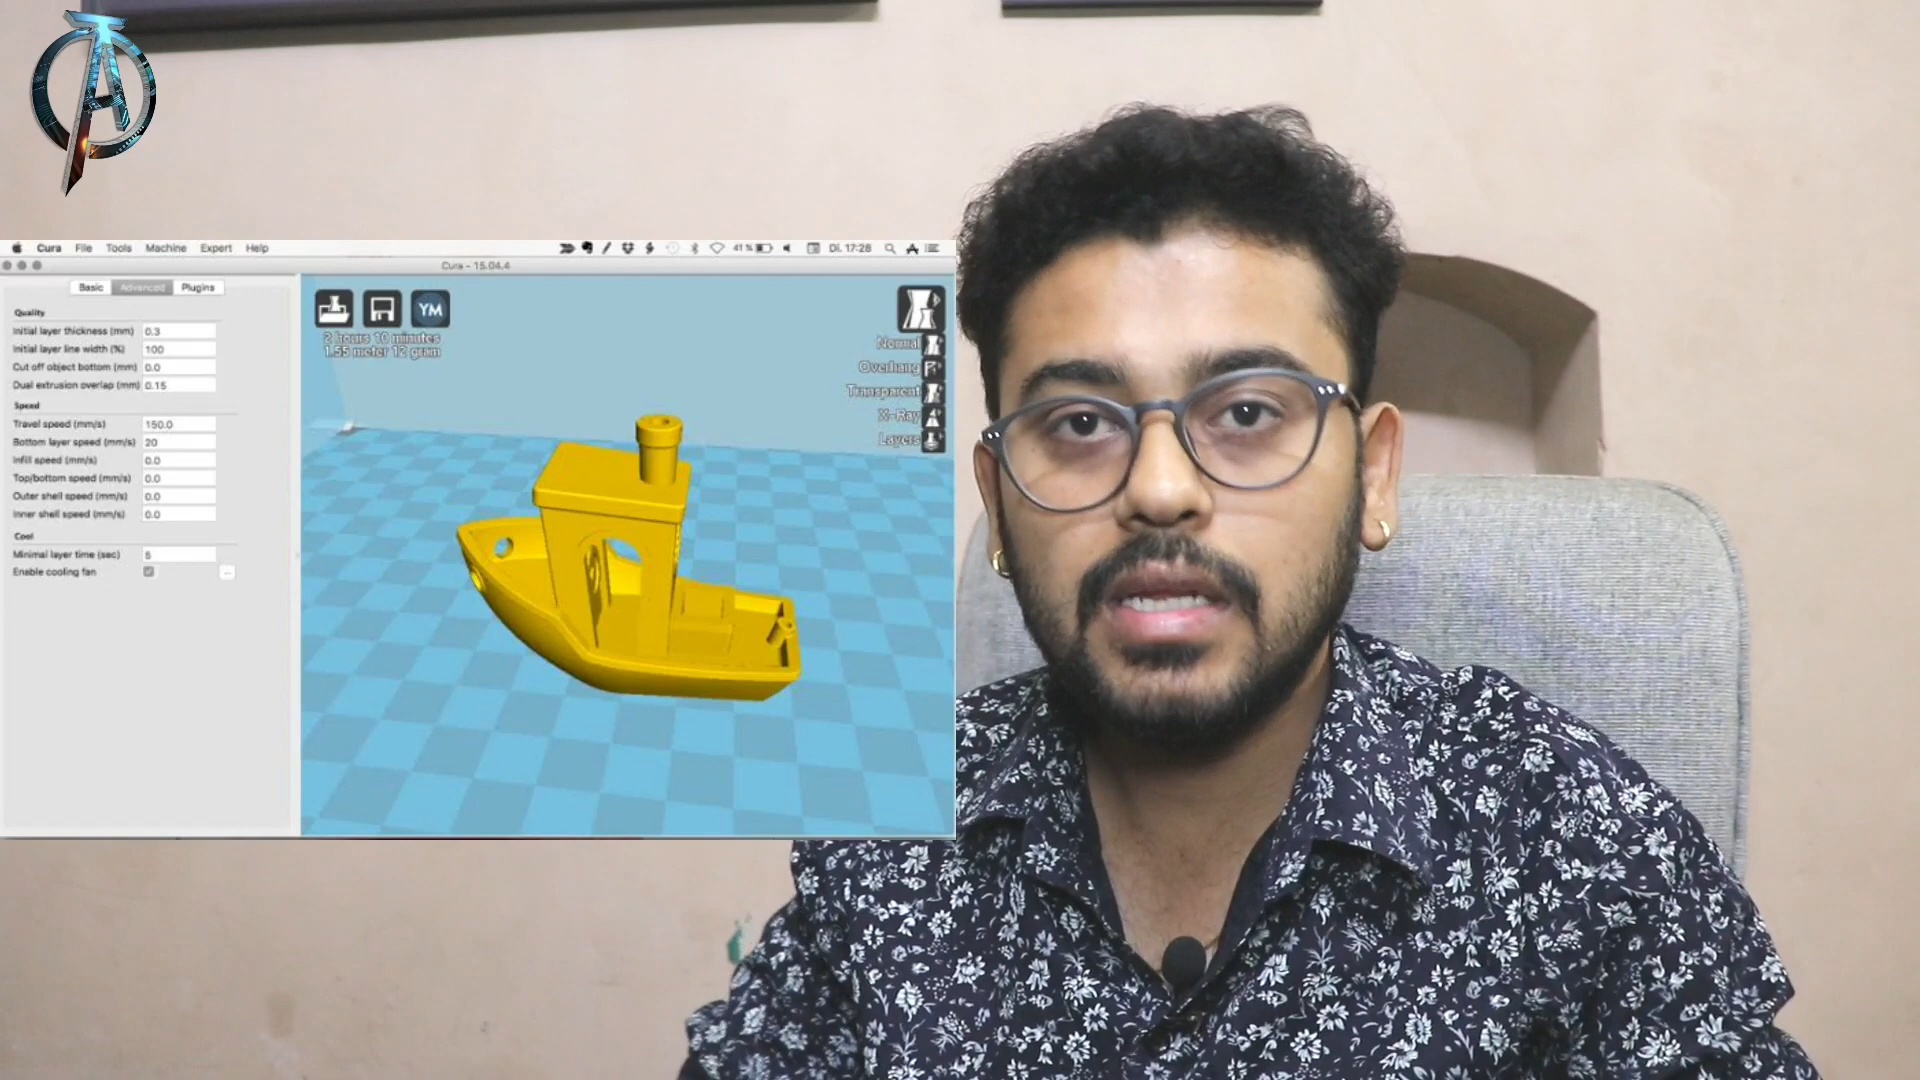 Cura File Tools Machine Expert Help 41% Di. 17:28
Cura - 15.04.4
Basic Advanced Plugins
Quality
Initial layer thickness (mm) 0.3
Initial layer line width (%) 100
Cut off object bottom (mm) 0.0
Dual extrusion overlap (mm) 0.15
Speed
Travel speed (mm/s) 150.0
Bottom layer speed (mm/s) 20
Infill speed (mm/s) 0.0
Top/bottom speed (mm/s) 0.0
Outer shell speed (mm/s) 0.0
Inner shell speed (mm/s) 0.0
Cool
Minimal layer time (sec) 5
Enable cooling fan ...
YM
2 hours 10 minutes
1.55 meter 12 gram
Normal
Overhang
Transparent
X-Ray
Layers